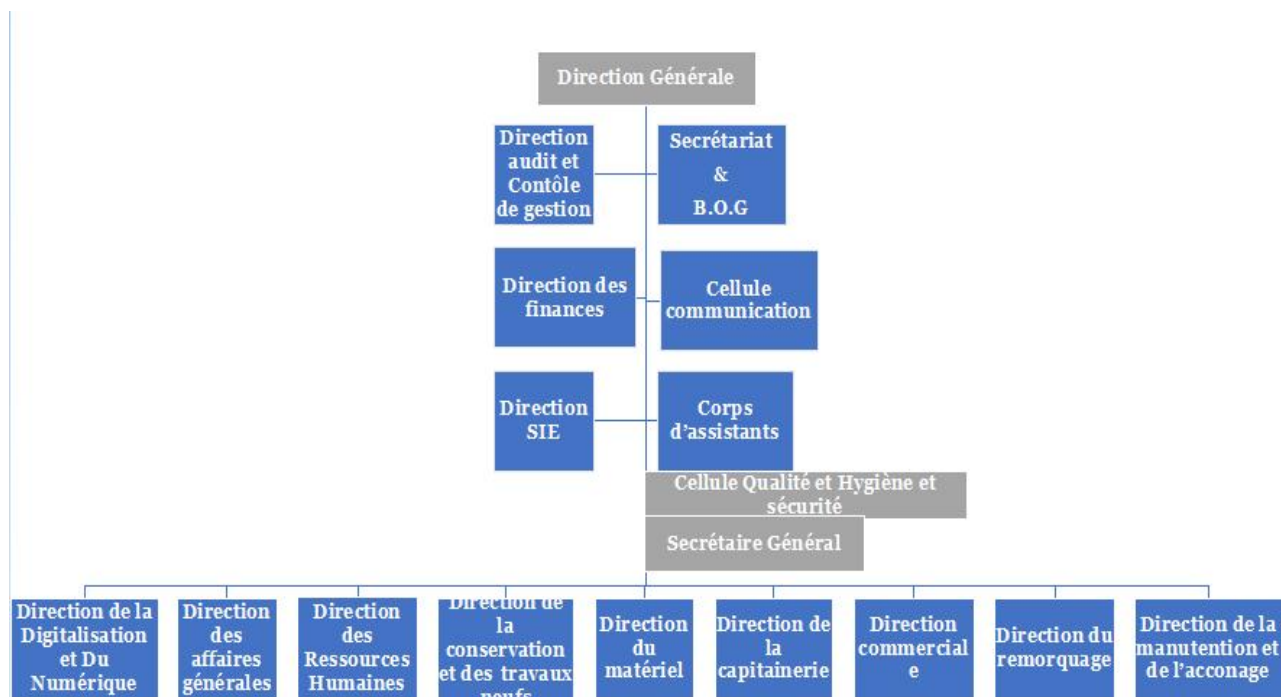 Direction Générale
Direction
audit et
Contôle
de gestion
Secrétariat
&
B.O.G
Direction des
finances
Cellule
communication
Direction
SIE
Corps
d'assistants
Cellule Qualité et Hygiène et
sécurité
Secrétaire Général
Direction de la
Digitalisation
et Du
Numérique
Direction
des
affaires
générales
Direction
des
Ressources
Humaines
Direction de
la
conservation
et des travaux
neufs
Direction
du
matériel
Direction de
la
capitainerie
Direction
commercial
e
Direction du
remorquage
Direction de la
manutention et
de l'acconage